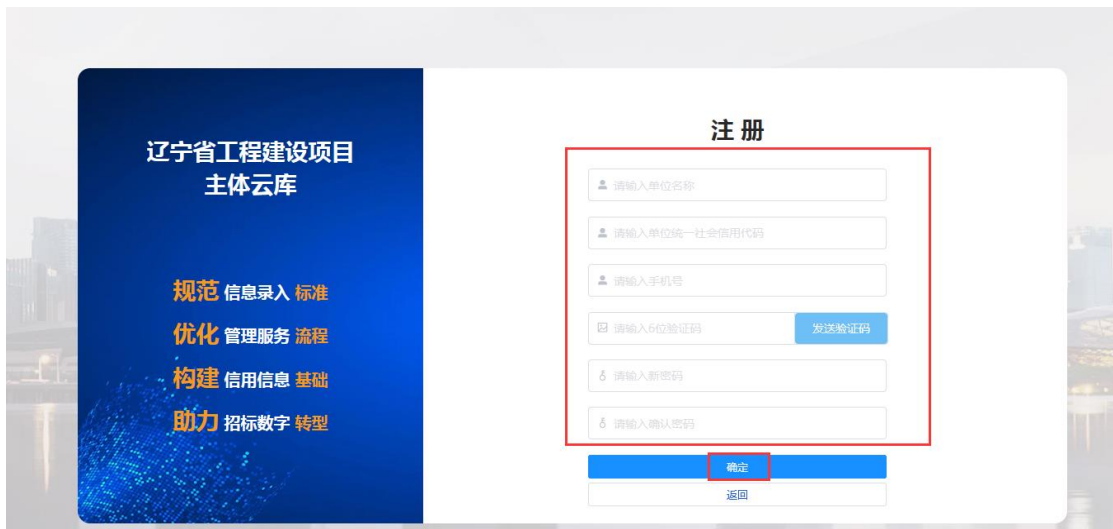 辽宁省工程建设项目
主体云库
规范 信息录入 标准
优化 管理服务 流程
构建 信用信息 基础
助力 招标数字 转型
注册
请输入单位名称
请输入单位统一社会信用代码
请输入手机号
请输入6位验证码 发送验证码
请输入新密码
请输入确认密码
确定
返回